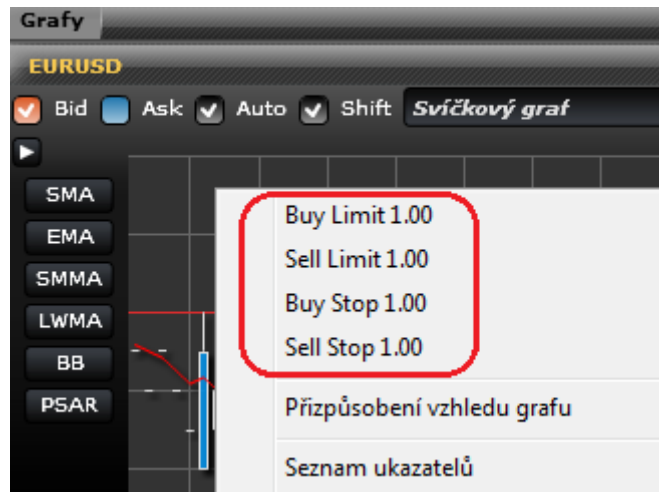 Grafy
EURUSD
Bid Ask Auto Shift Svíčkový graf
SMA
EMA
SMMA
LWMA
BB
PSAR
Buy Limit 1.00
Sell Limit 1.00
Buy Stop 1.00
Sell Stop 1.00
Přizpůsobení vzhledu grafu
Seznam ukazatelů